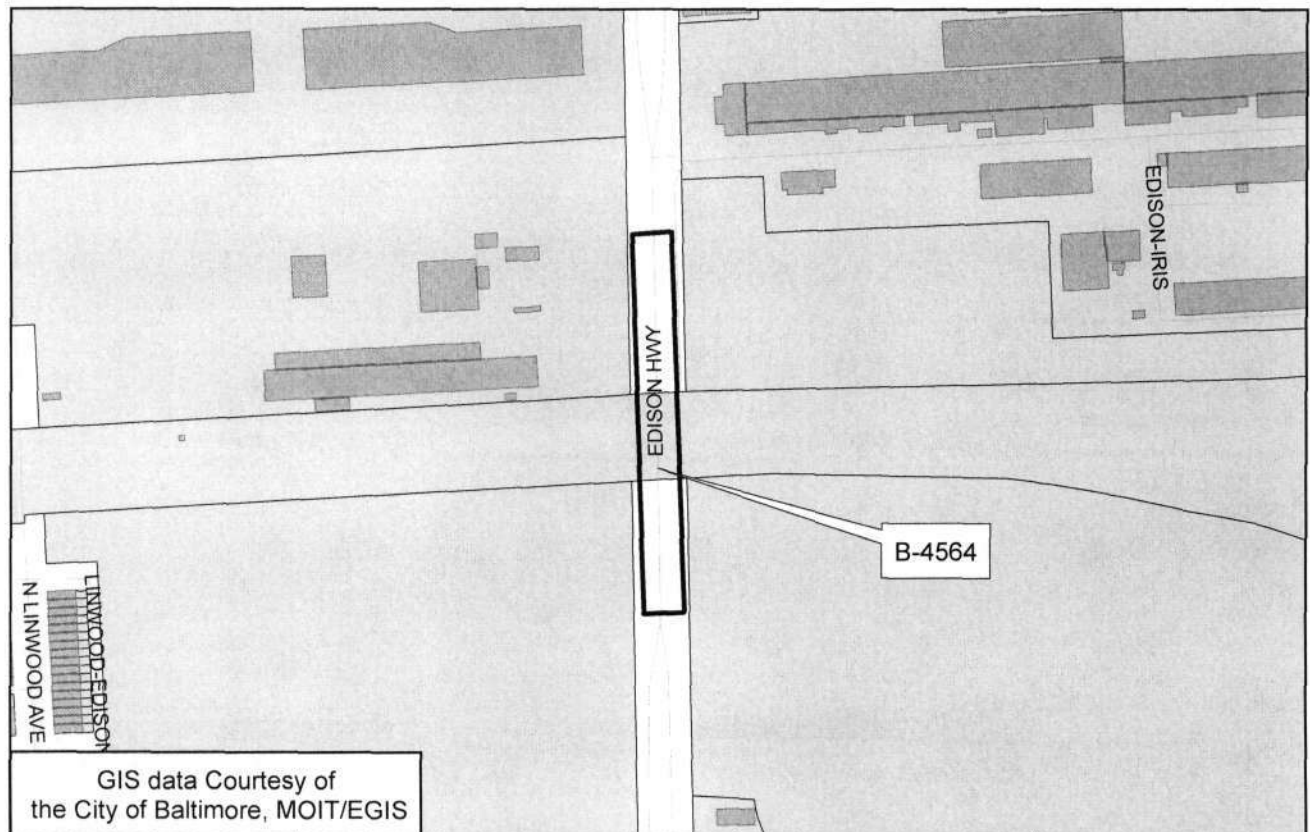 EDISON-IRIS
EDISON HWY
B-4564
N LINWOOD AVE
LINWOOD-EDISON
GIS data Courtesy of
the City of Baltimore, MOIT/EGIS